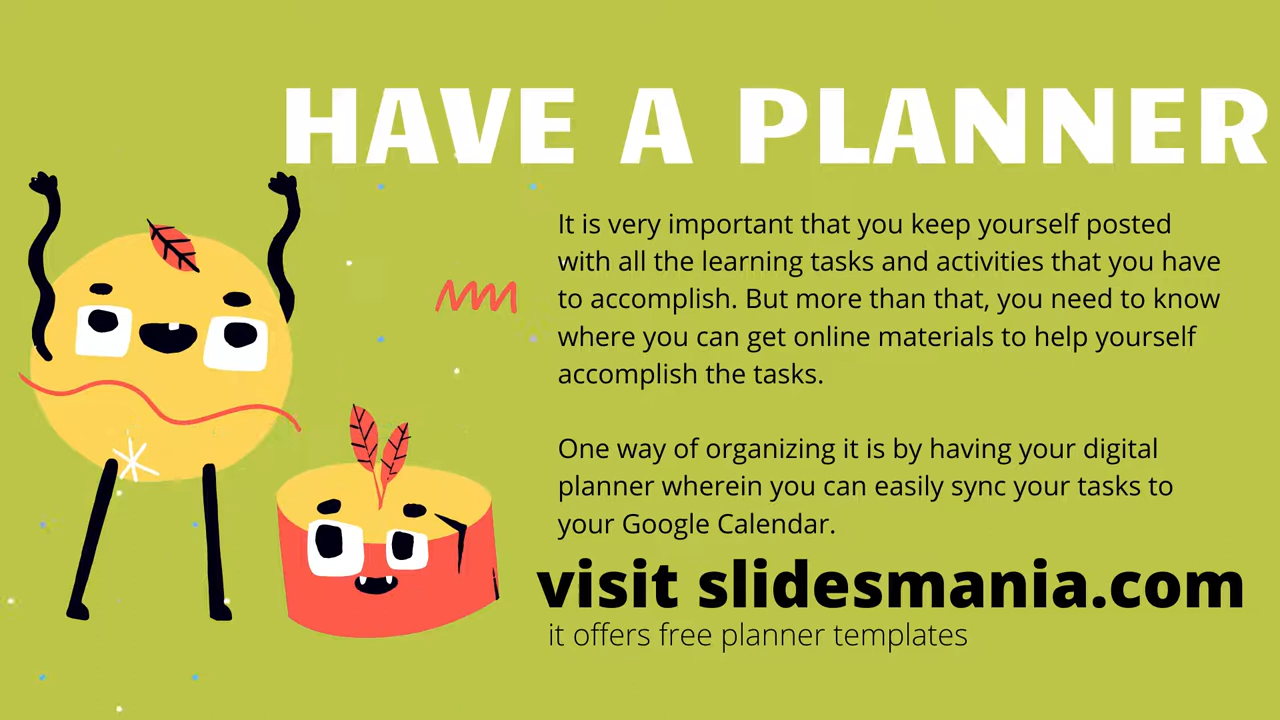 HAVE A PLANNER
It is very important that you keep yourself posted
with all the learning tasks and activities that you have
to accomplish. But more than that, you need to know
where you can get online materials to help yourself
accomplish the tasks.
One way of organizing it is by having your digital
planner wherein you can easily sync your tasks to
your Google Calendar.
visit slidesmania.com
it offers free planner templates